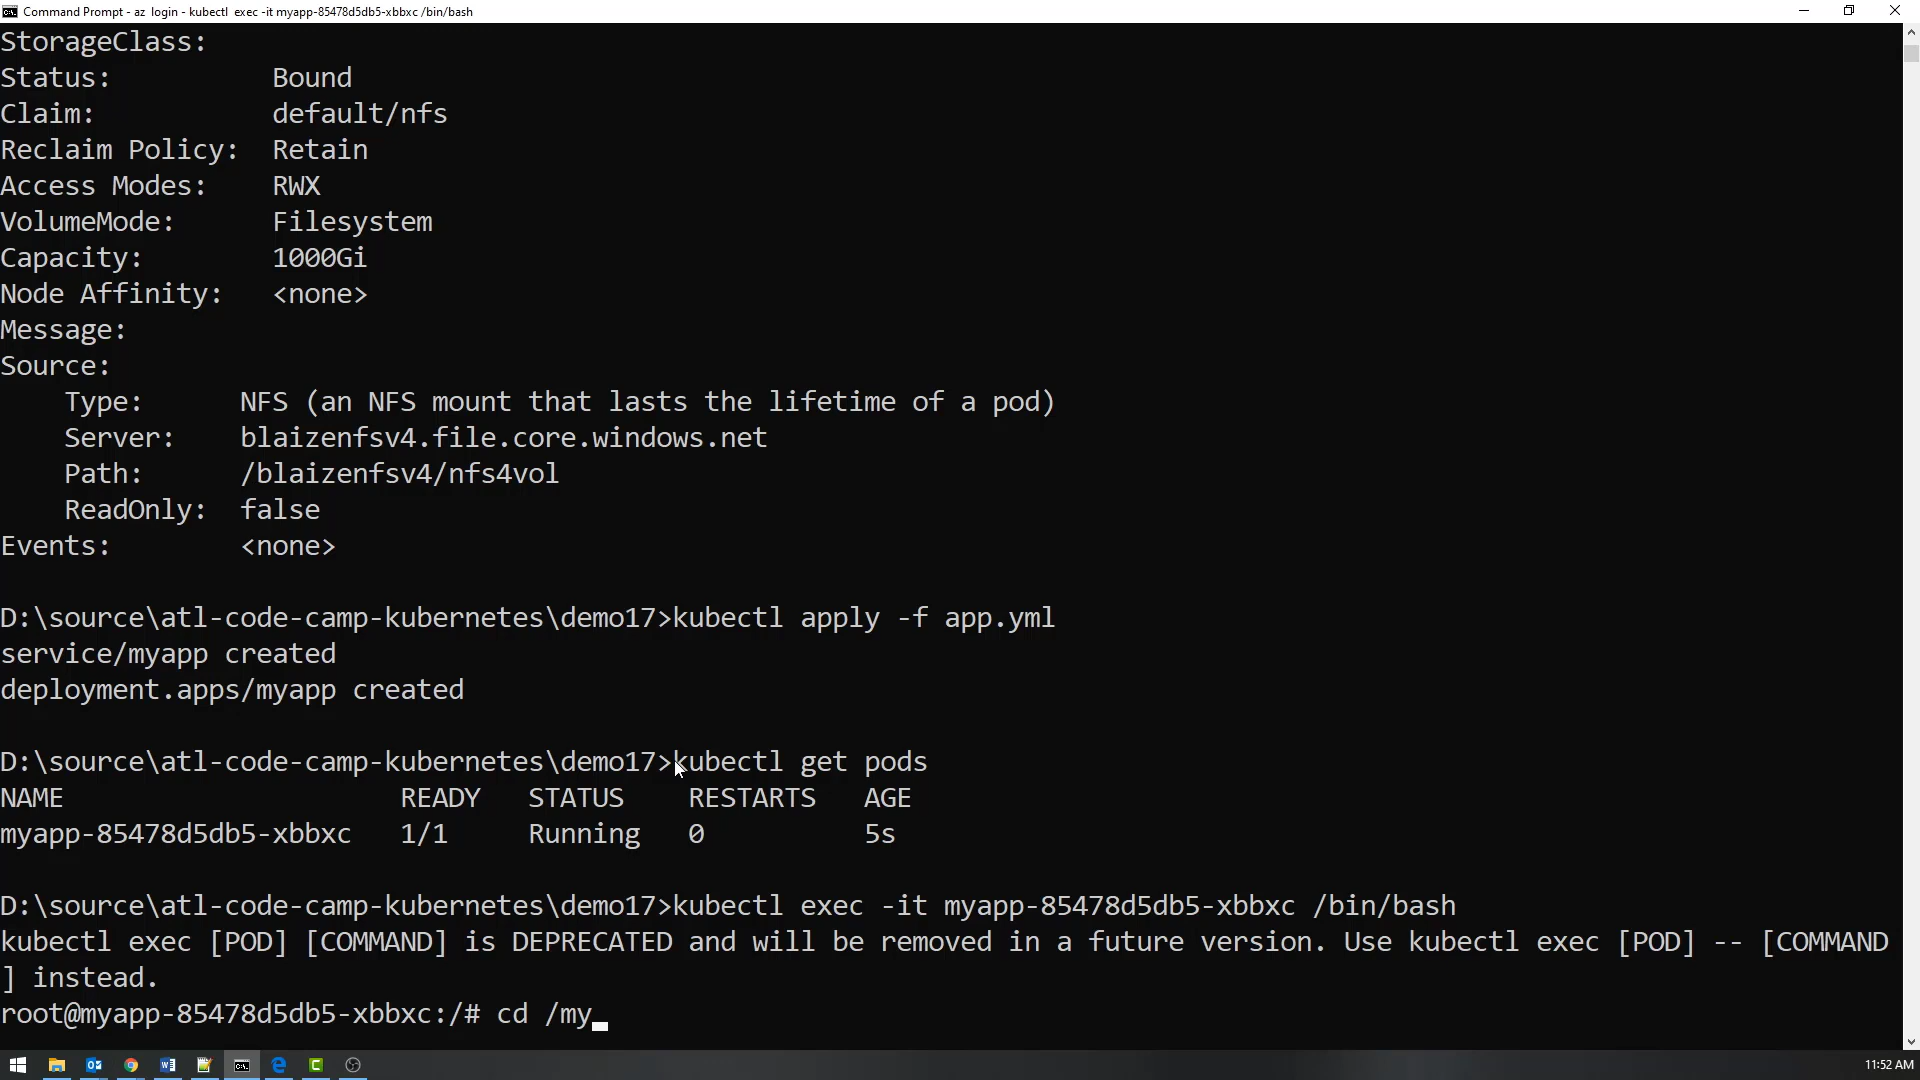 Command Prompt - az  login - kubectl  exec -it myapp-85478d5db5-xbbxc /bin/bash
StorageClass:
Status:          Bound
Claim:           default/nfs
Reclaim Policy:  Retain
Access Modes:    RWX
VolumeMode:      Filesystem
Capacity:        1000Gi
Node Affinity:   <none>
Message:
Source:
    Type:      NFS (an NFS mount that lasts the lifetime of a pod)
    Server:    blaizenfsv4.file.core.windows.net
    Path:      /blaizenfsv4/nfs4vol
    ReadOnly:  false
Events:        <none>
D:\source\atl-code-camp-kubernetes\demo17>kubectl apply -f app.yml
service/myapp created
deployment.apps/myapp created
D:\source\atl-code-camp-kubernetes\demo17>kubectl get pods
NAME                     READY   STATUS    RESTARTS   AGE
myapp-85478d5db5-xbbxc   1/1     Running   0          5s
D:\source\atl-code-camp-kubernetes\demo17>kubectl exec -it myapp-85478d5db5-xbbxc /bin/bash
kubectl exec [POD] [COMMAND] is DEPRECATED and will be removed in a future version. Use kubectl exec [POD] -- [COMMAND
] instead.
root@myapp-85478d5db5-xbbxc:/# cd /my
11:52 AM